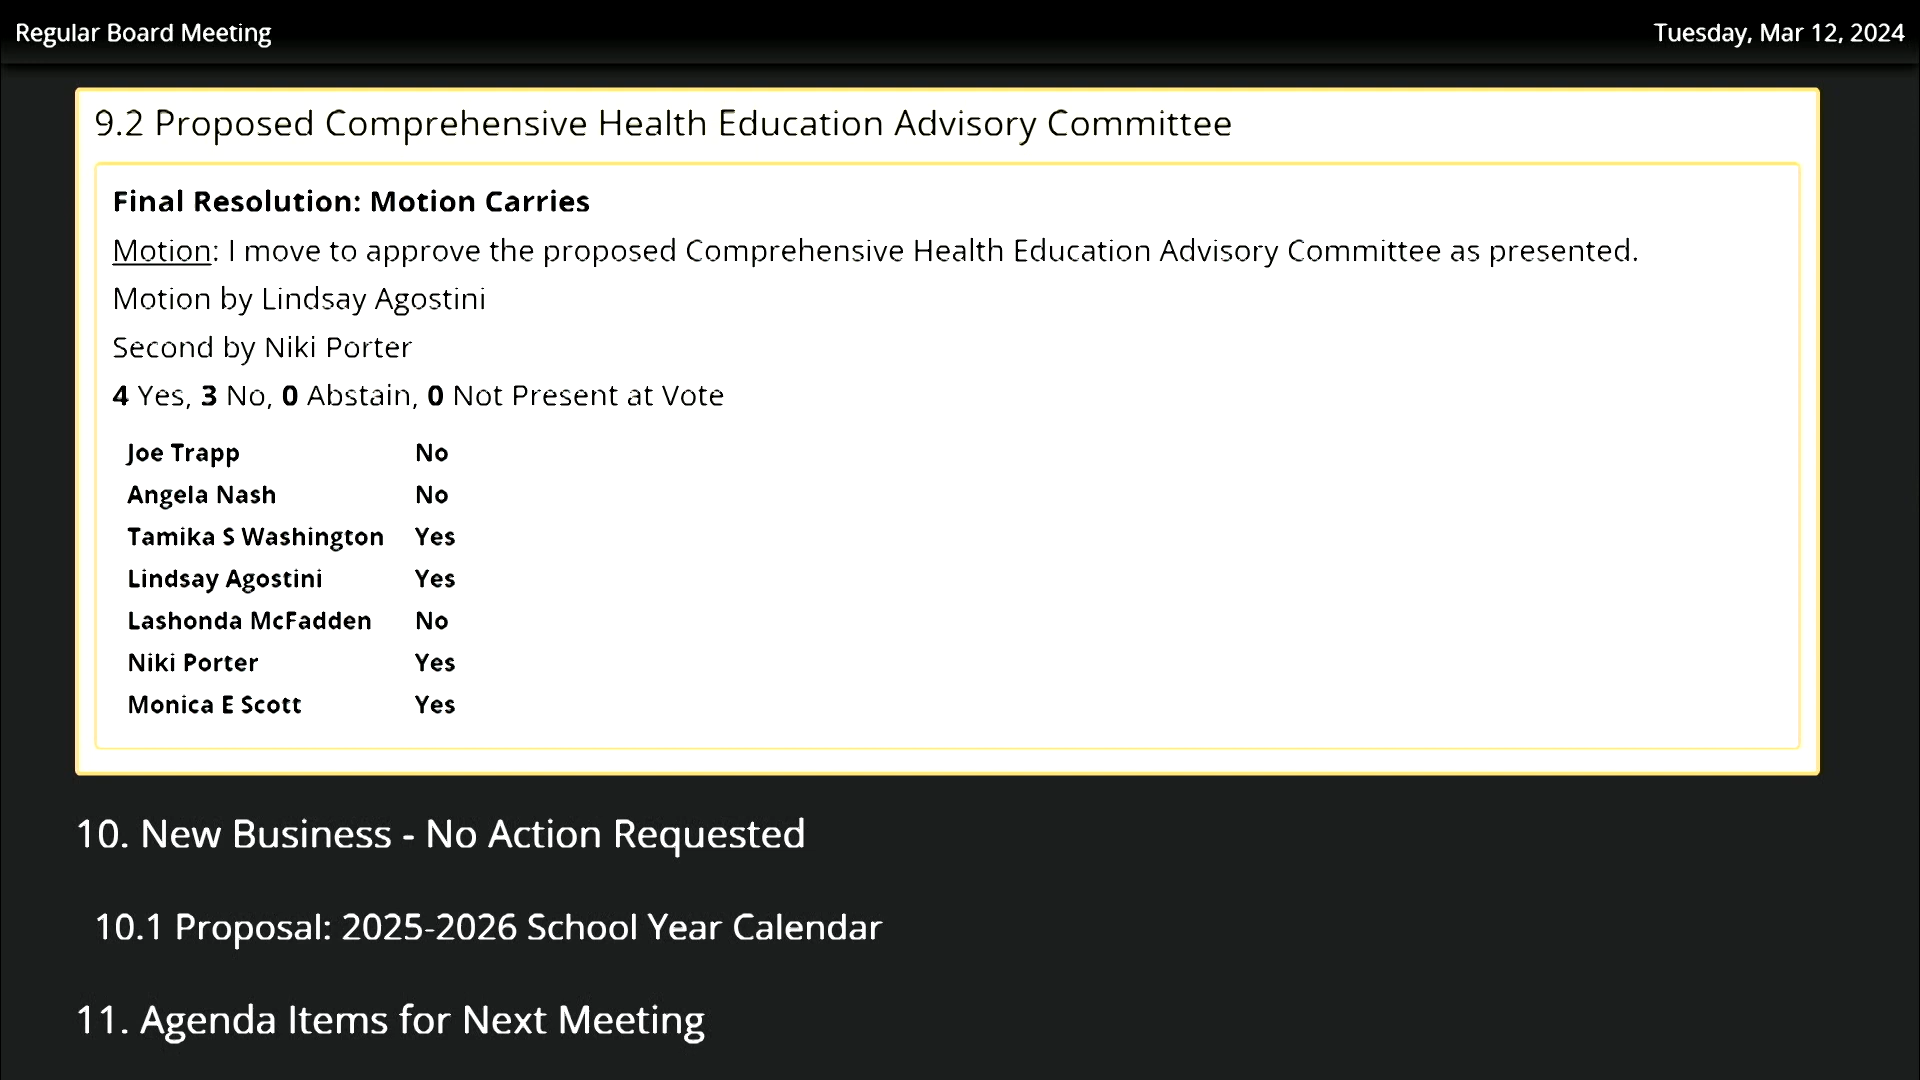 Regular Board Meeting
Tuesday, Mar 12, 2024
9.2 Proposed Comprehensive Health Education Advisory Committee
Final Resolution: Motion Carries
Motion: I move to approve the proposed Comprehensive Health Education Advisory Committee as presented.
Motion by Lindsay Agostini
Second by Niki Porter
4 Yes, 3 No, 0 Abstain, 0 Not Present at Vote
Joe Trapp No
Angela Nash No
Tamika S Washington Yes
Lindsay Agostini Yes
Lashonda McFadden No
Niki Porter Yes
Monica E Scott Yes
10. New Business - No Action Requested
10.1 Proposal: 2025-2026 School Year Calendar
11. Agenda Items for Next Meeting